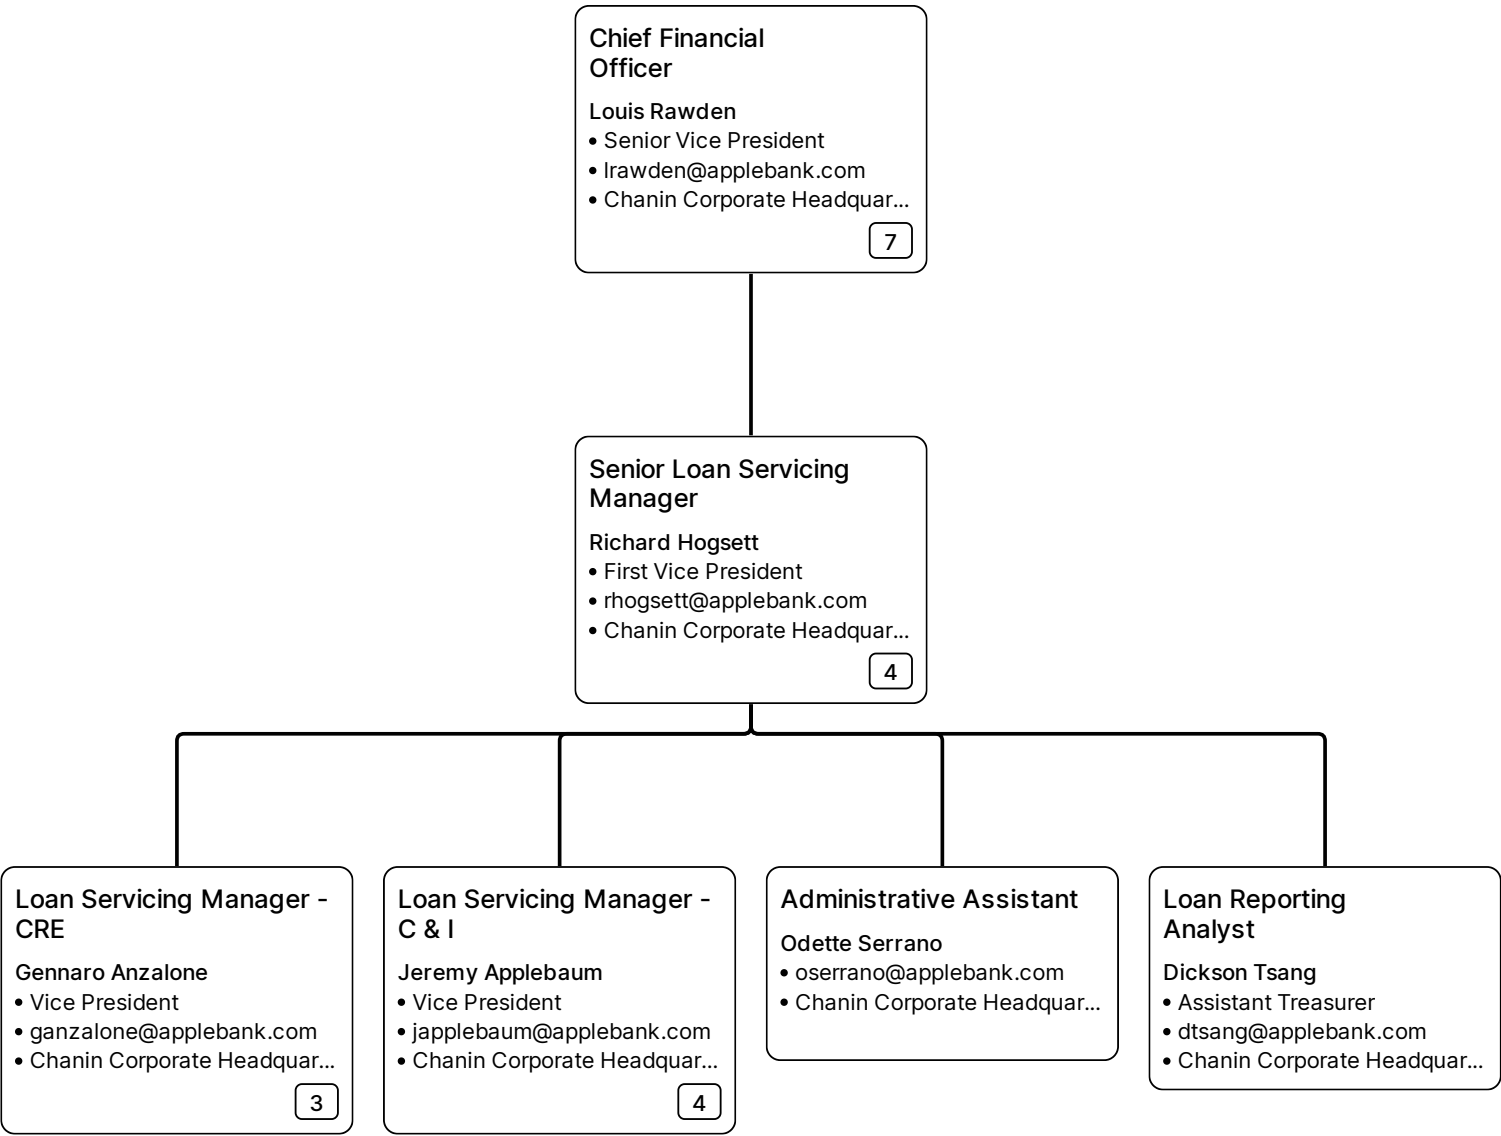 Chief Financial
Officer
Louis Rawden
• Senior Vice President
• lrawden@applebank.com
• Chanin Corporate Headquar...
7
Senior Loan Servicing
Manager
Richard Hogsett
• First Vice President
• rhogsett@applebank.com
• Chanin Corporate Headquar...
4
Loan Servicing Manager -
CRE
Gennaro Anzalone
• Vice President
• ganzalone@applebank.com
• Chanin Corporate Headquar...
3
Loan Servicing Manager -
C & I
Jeremy Applebaum
• Vice President
• japplebaum@applebank.com
• Chanin Corporate Headquar...
4
Administrative Assistant
Odette Serrano
• oserrano@applebank.com
• Chanin Corporate Headquar...
Loan Reporting
Analyst
Dickson Tsang
• Assistant Treasurer
• dtsang@applebank.com
• Chanin Corporate Headquar...